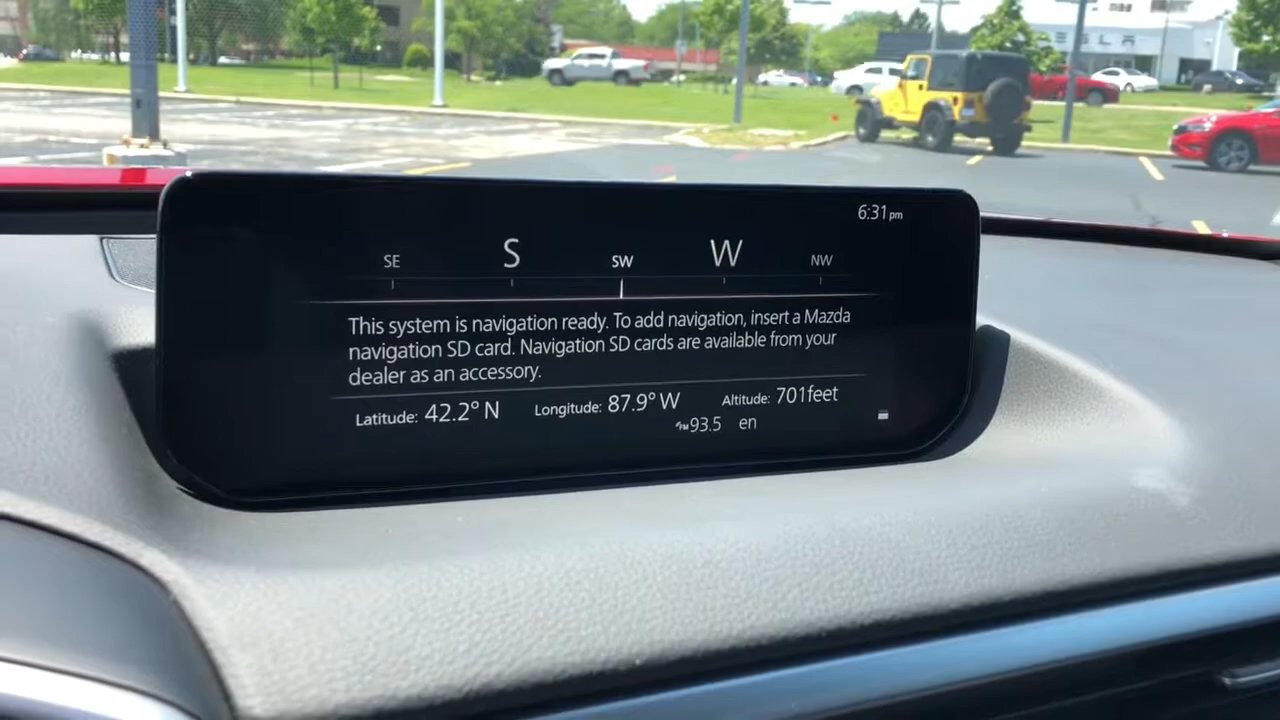 TESLA
6:31 pm
SE S SW W NW
This system is navigation ready. To add navigation, insert a Mazda
navigation SD card. Navigation SD cards are available from your
dealer as an accessory.
Latitude: 42.2° N Longitude: 87.9° W Altitude: 701feet
FM 93.5 en